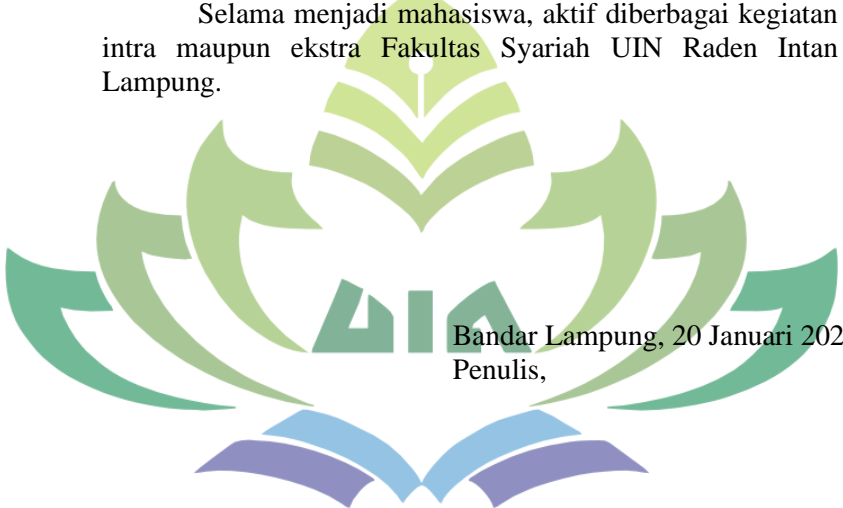 Selama menjadi mahasiswa, aktif diberbagai kegiatan
intra maupun ekstra Fakultas Syariah UIN Raden Intan
Lampung.
UIN
Bandar Lampung, 20 Januari 202
Penulis,